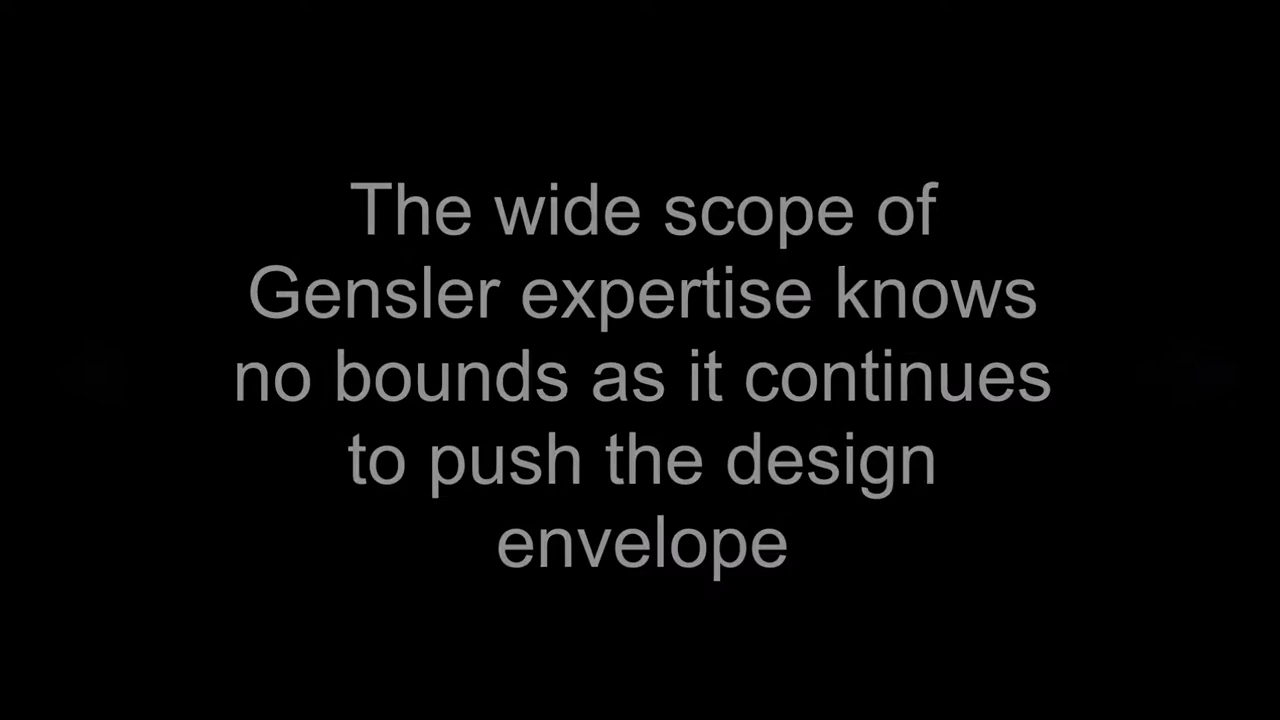 The wide scope of
Gensler expertise knows
no bounds as it continues
to push the design
envelope